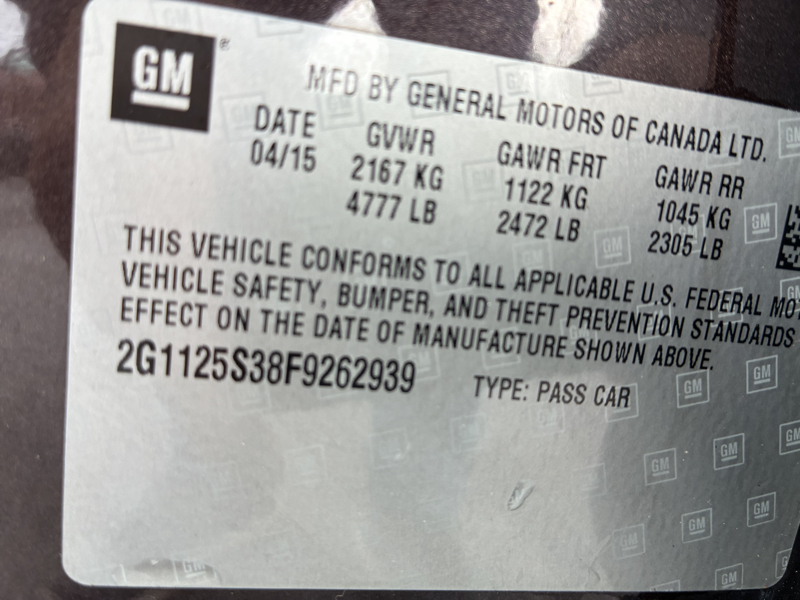 GM®
MFD BY GENERAL MOTORS OF CANADA LTD.
DATE GVWR GAWR FRT GAWR RR
04/15 2167 KG 1122 KG 1045 KG
4777 LB 2472 LB 2305 LB
THIS VEHICLE CONFORMS TO ALL APPLICABLE U.S. FEDERAL
VEHICLE SAFETY, BUMPER, AND THEFT PREVENTION STANDARDS
EFFECT ON THE DATE OF MANUFACTURE SHOWN ABOVE.
2G1125S38F9262939 TYPE: PASS CAR